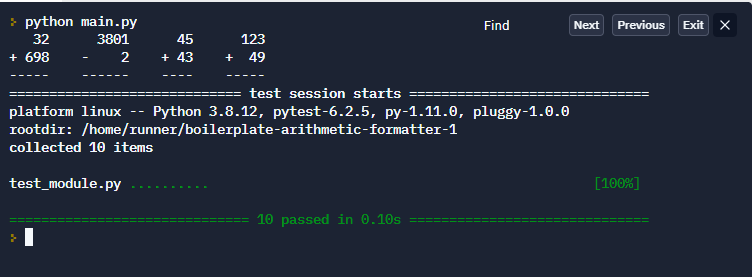 > python main.py
Find Next Previous Exit ×
   32      3801      45      123
+ 698    -    2    + 43    +  49
-----    ------    ----    -----
============================= test session starts ==============================
platform linux -- Python 3.8.12, pytest-6.2.5, py-1.11.0, pluggy-1.0.0
rootdir: /home/runner/boilerplate-arithmetic-formatter-1
collected 10 items
test_module.py .......... [100%]
============================== 10 passed in 0.10s ==============================
>